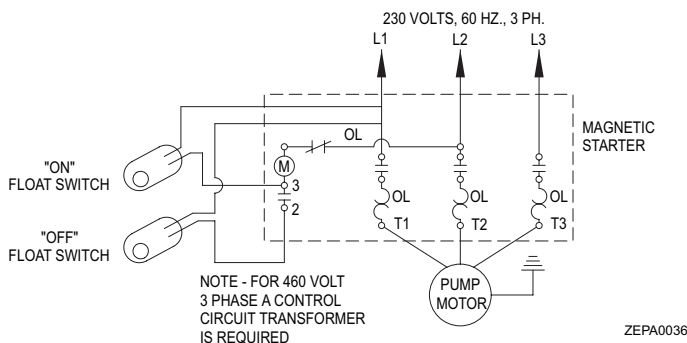 230 VOLTS, 60 HZ., 3 PH.
L1
L2
L3
OL
MAGNETIC
STARTER
M
"ON"
FLOAT SWITCH
3
2
OL
OL
OL
"OFF"
FLOAT SWITCH
T1
T2
T3
NOTE - FOR 460 VOLT
3 PHASE A CONTROL
CIRCUIT TRANSFORMER
IS REQUIRED
PUMP
MOTOR
ZEPA0036